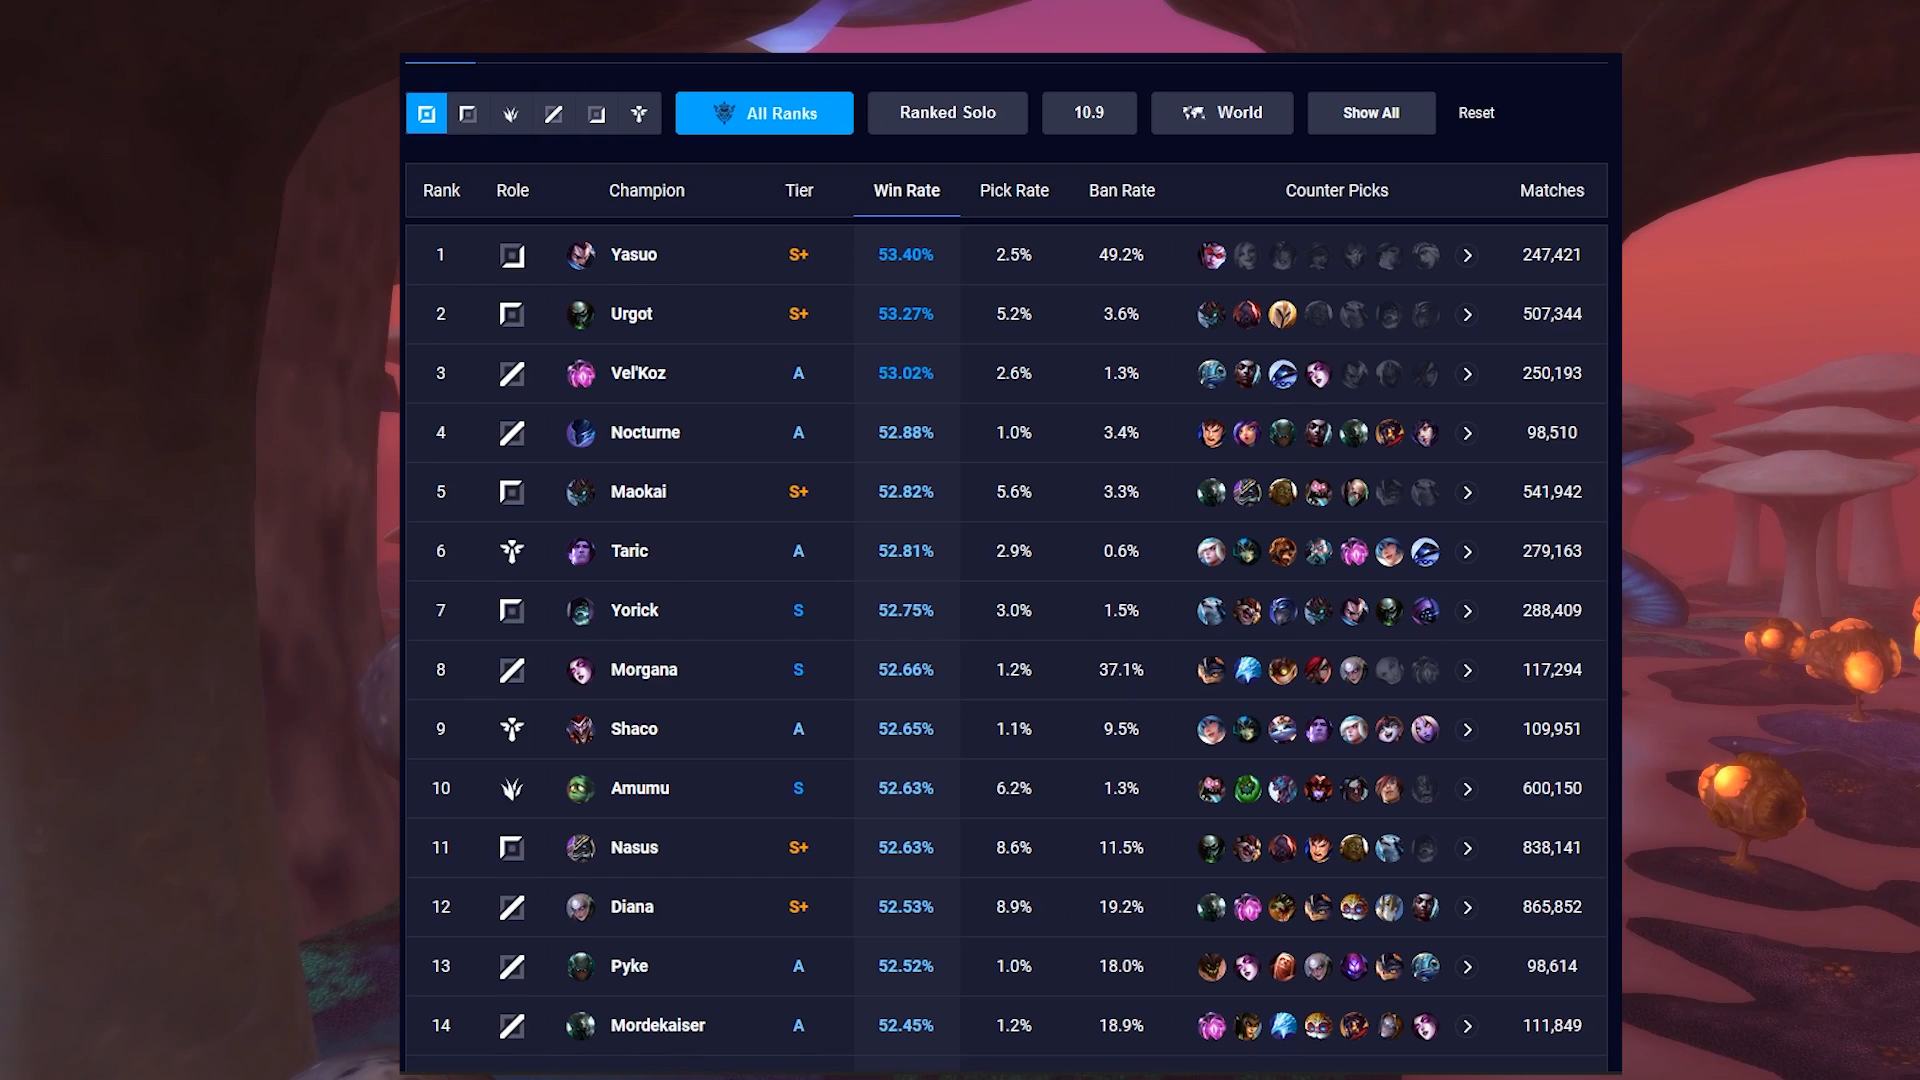 All Ranks Ranked Solo 10.9 World Show All Reset
Rank Role Champion Tier Win Rate Pick Rate Ban Rate Counter Picks Matches
1 Yasuo S+ 53.40% 2.5% 49.2% 247,421
2 Urgot S+ 53.27% 5.2% 3.6% 507,344
3 Vel'Koz A 53.02% 2.6% 1.3% 250,193
4 Nocturne A 52.88% 1.0% 3.4% 98,510
5 Maokai S+ 52.82% 5.6% 3.3% 541,942
6 Taric A 52.81% 2.9% 0.6% 279,163
7 Yorick S 52.75% 3.0% 1.5% 288,409
8 Morgana S 52.66% 1.2% 37.1% 117,294
9 Shaco A 52.65% 1.1% 9.5% 109,951
10 Amumu S 52.63% 6.2% 1.3% 600,150
11 Nasus S+ 52.63% 8.6% 11.5% 838,141
12 Diana S+ 52.53% 8.9% 19.2% 865,852
13 Pyke A 52.52% 1.0% 18.0% 98,614
14 Mordekaiser A 52.45% 1.2% 18.9% 111,849